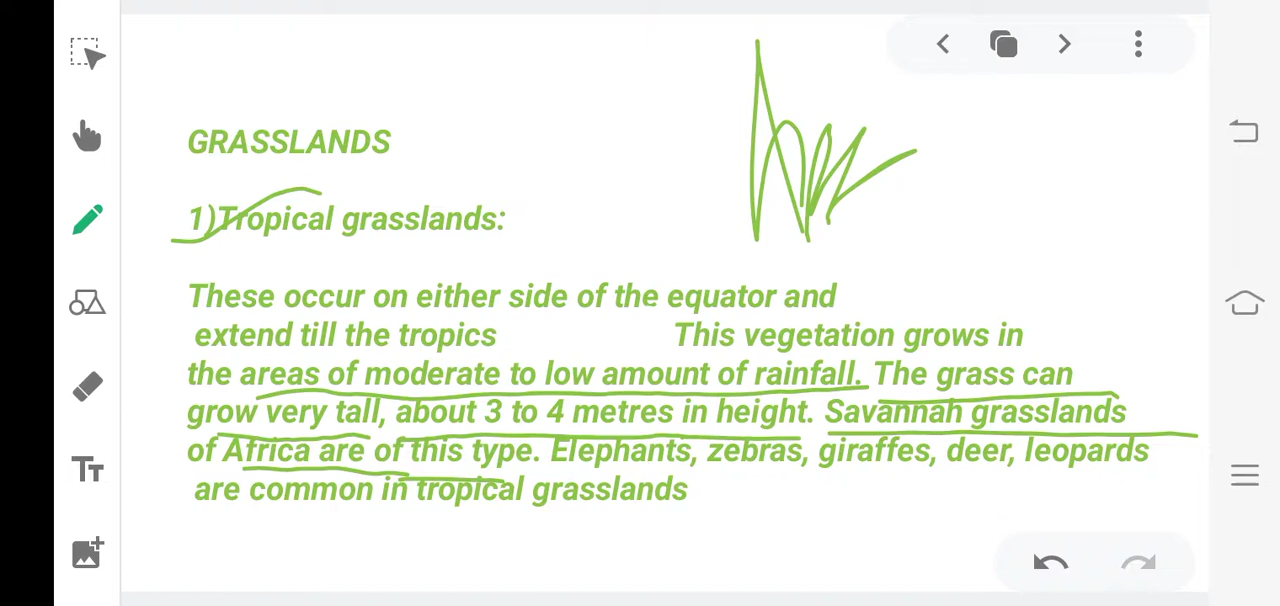 GRASSLANDS
1)Tropical grasslands:
These occur on either side of the equator and
extend till the tropics This vegetation grows in
the areas of moderate to low amount of rainfall. The grass can
grow very tall, about 3 to 4 metres in height. Savannah grasslands
of Africa are of this type. Elephants, zebras, giraffes, deer, leopards
are common in tropical grasslands
Tт